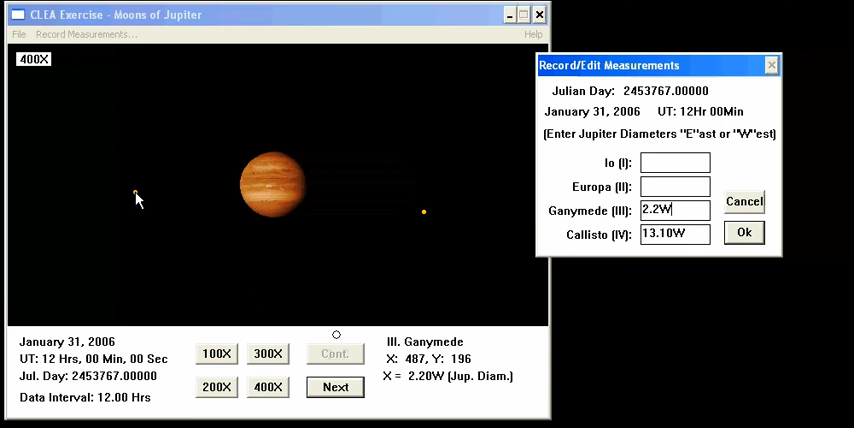 CLEA Exercise - Moons of Jupiter
File Record Measurements... Help
400X
Record/Edit Measurements
Julian Day: 2453767.00000
January 31, 2006 UT: 12Hr 00Min
(Enter Jupiter Diameters "E"ast or "W"est)
Io (I):
Europa (II):
Ganymede (III): 2.2W
Callisto (IV): 13.10W
Cancel
Ok
January 31, 2006
UT: 12 Hrs, 00 Min, 00 Sec
Jul. Day: 2453767.00000
Data Interval: 12.00 Hrs
100X 300X Cont.
200X 400X Next
III. Ganymede
X: 487, Y: 196
X = 2.20W (Jup. Diam.)